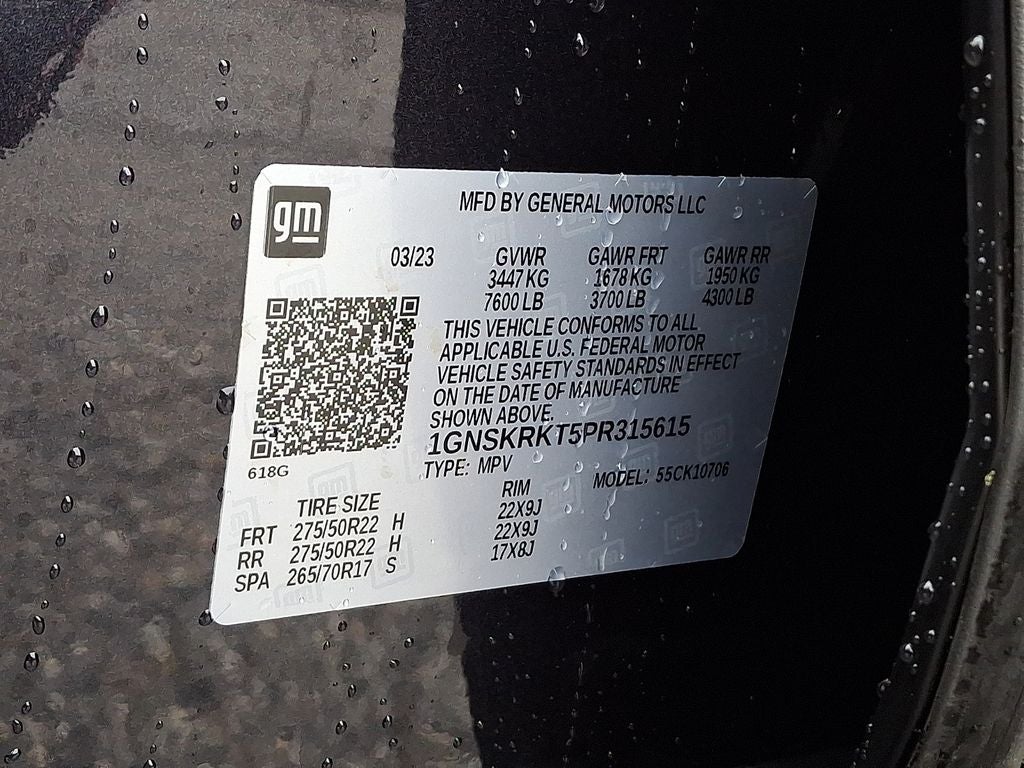 gm
MFD BY GENERAL MOTORS LLC
03/23 GVWR GAWR FRT GAWR RR
3447 KG 1678 KG 1950 KG
7600 LB 3700 LB 4300 LB
THIS VEHICLE CONFORMS TO ALL
APPLICABLE U.S. FEDERAL MOTOR
VEHICLE SAFETY STANDARDS IN EFFECT
ON THE DATE OF MANUFACTURE
SHOWN ABOVE.
1GNSKRKT5PR315615
618G
TYPE: MPV MODEL: 55CK10706
TIRE SIZE RIM
FRT 275/50R22 H 22X9J
RR 275/50R22 H 22X9J
SPA 265/70R17 S 17X8J